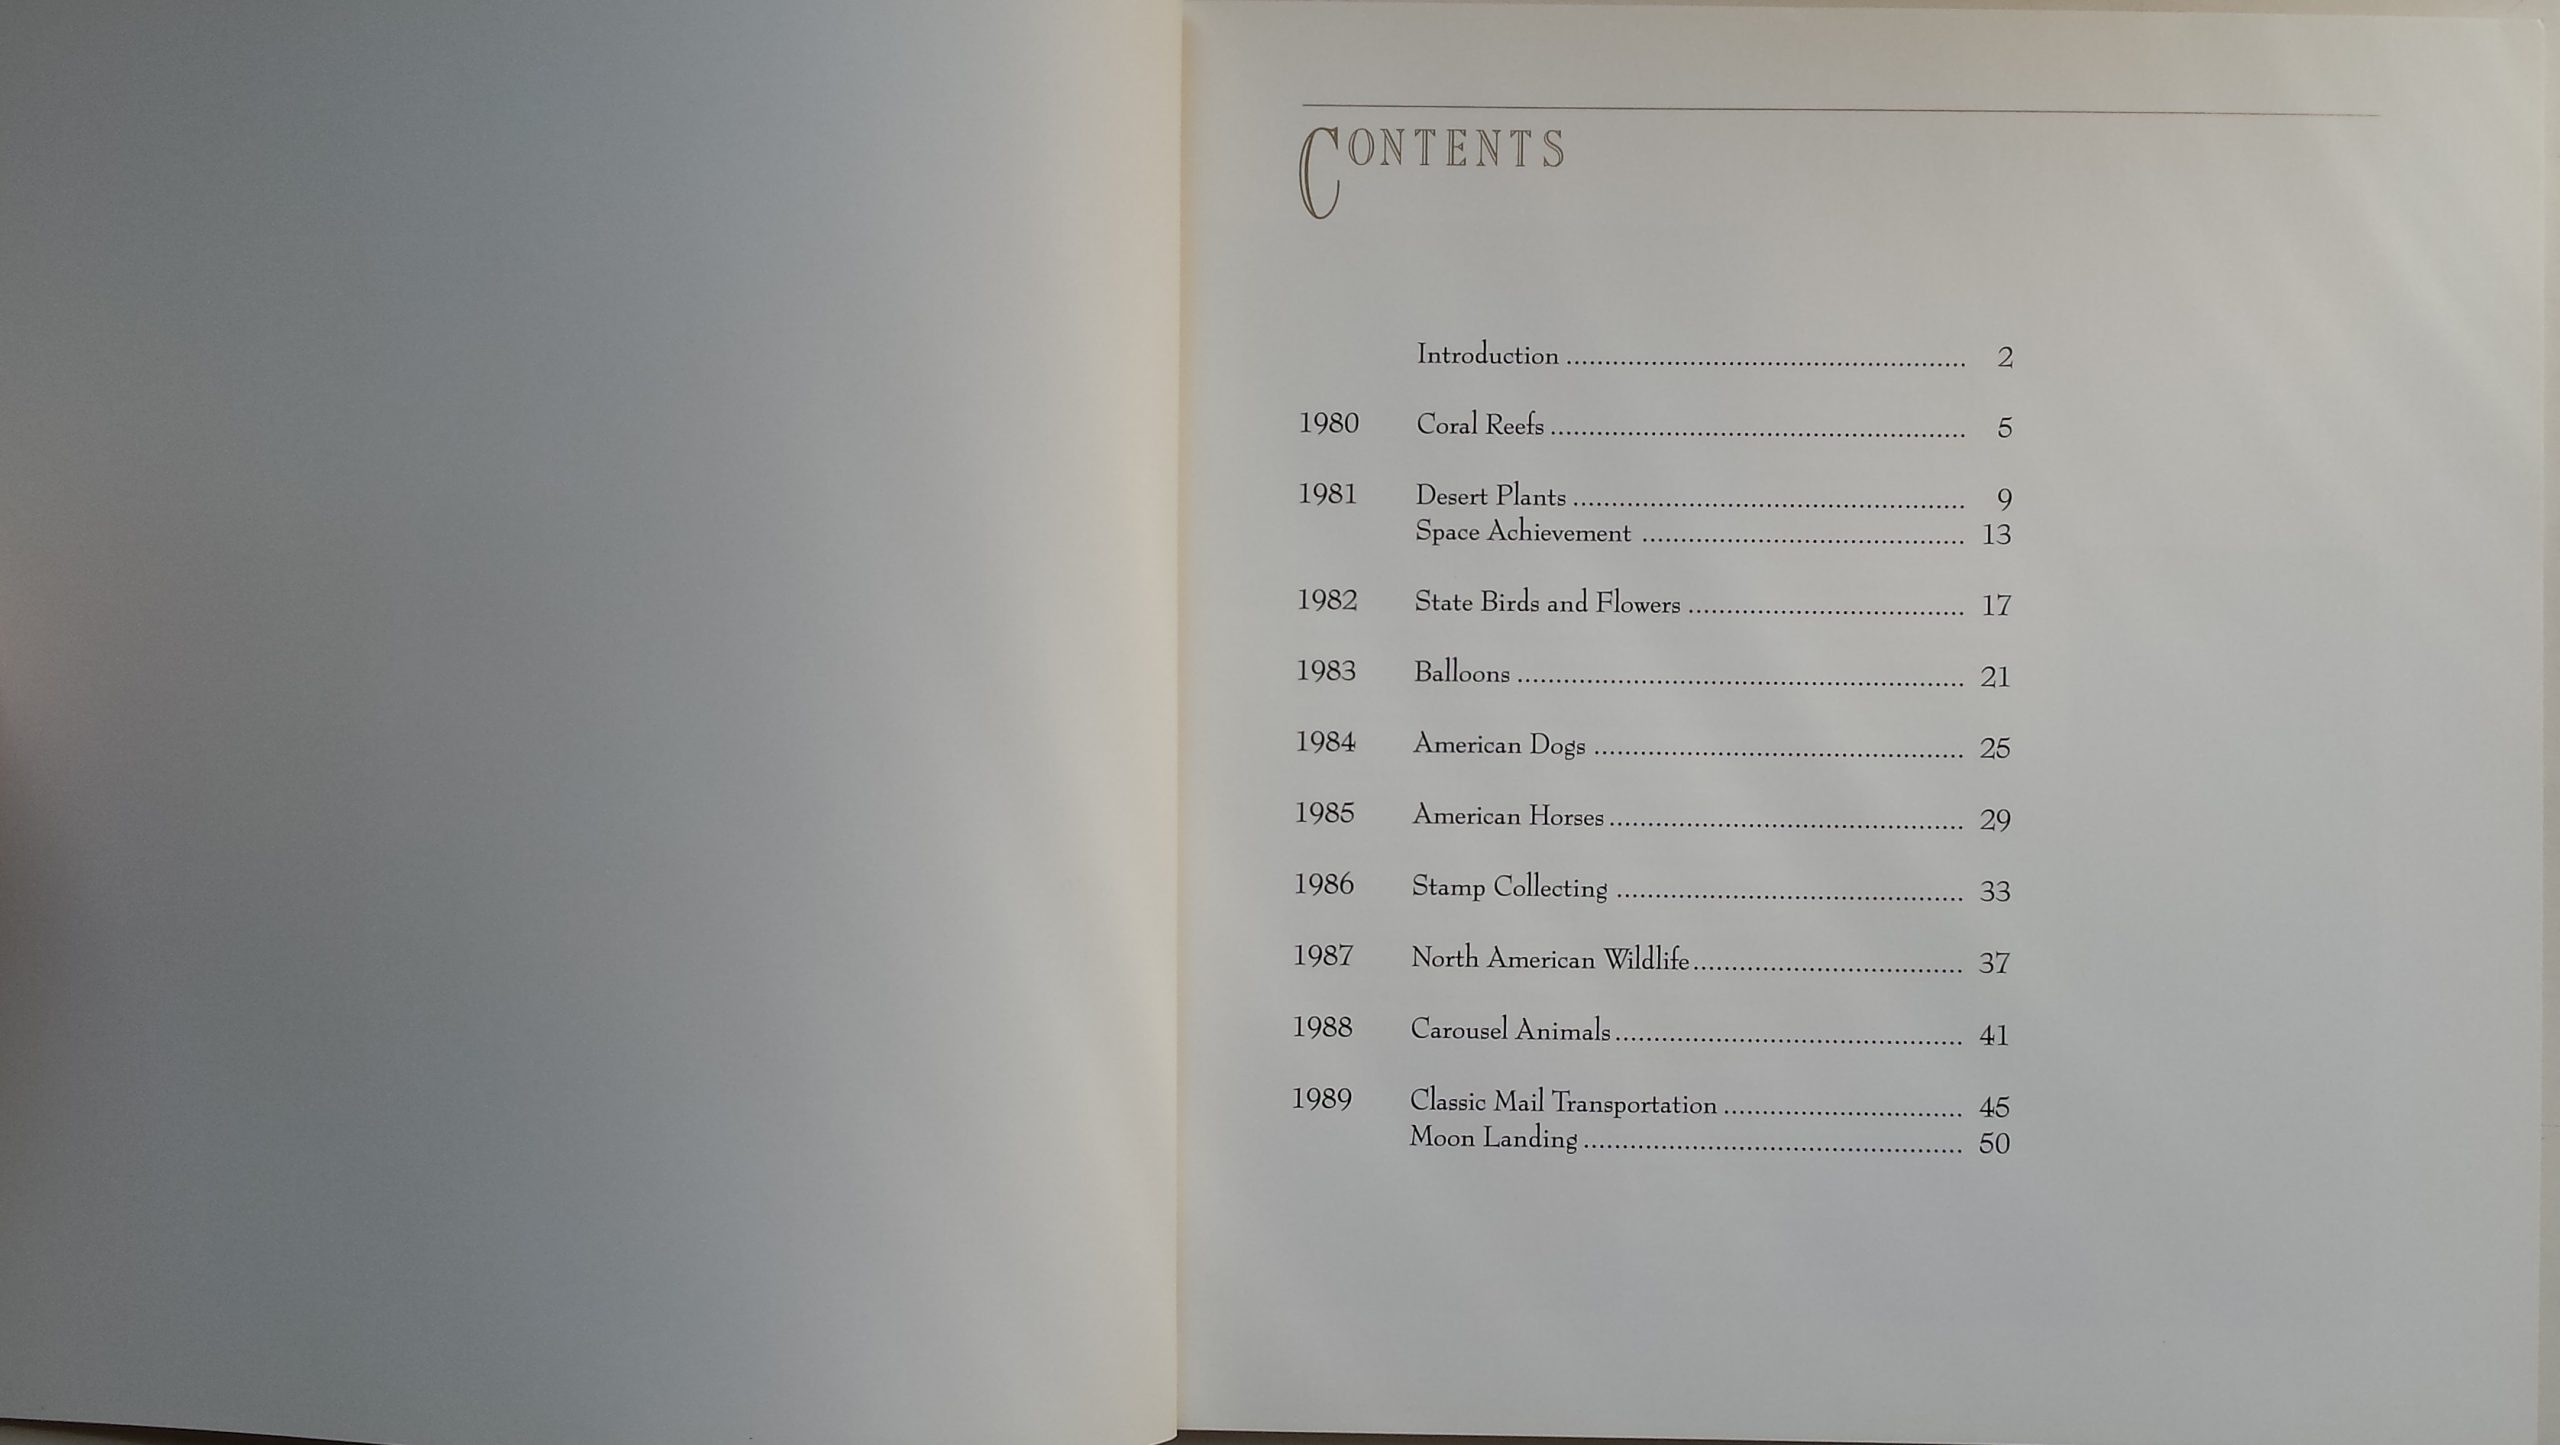 CONTENTS
Introduction ........................................ 2
1980 Coral Reefs ........................................ 5
1981 Desert Plants ........................................ 9
Space Achievement ........................................ 13
1982 State Birds and Flowers ........................................ 17
1983 Balloons ........................................ 21
1984 American Dogs ........................................ 25
1985 American Horses ........................................ 29
1986 Stamp Collecting ........................................ 33
1987 North American Wildlife ........................................ 37
1988 Carousel Animals ........................................ 41
1989 Classic Mail Transportation ........................................ 45
Moon Landing ........................................ 50